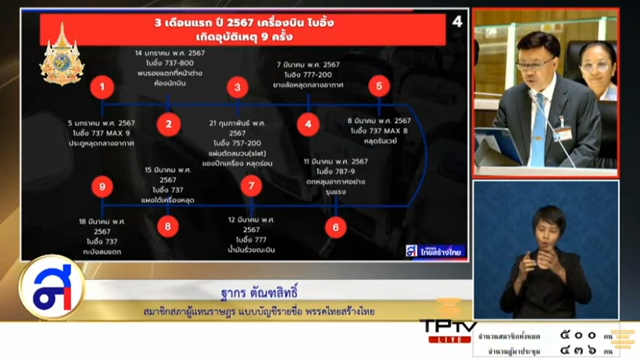 3 เดือนแรก ปี 2567 เครื่องบิน โบอิ้ง
เกิดอุบัติเหตุ 9 ครั้ง
4
14 มกราคม พ.ศ. 2567
โบอิ้ง 737-800
พบรอยแตกที่หน้าต่าง
ห้องนักบิน
7 มีนาคม พ.ศ. 2567
โบอิง 777-200
ยางล้อหลุดกลางอากาศ
1
3
5
5 มกราคม พ.ศ. 2567
โบอิ้ง 737 MAX 9
ประตูหลุดกลางอากาศ
2
21 กุมภาพันธ์ พ.ศ.
2567
โบอิ้ง 757-200
แผ่นตัดสมวน(slat)
ของปีกเครื่อง หลุดร่อน
4
8 มีนาคม พ.ศ. 2567
โบอิ้ง 737 MAX 8
หลุดรันเวย์
15 มีนาคม พ.ศ.
2567
โบอิ้ง 737
แผงใต้เครื่องหลุด
11 มีนาคม พ.ศ.
2567
โบอิ้ง 787-9
ตกหลุมอากาศอย่าง
รุนแรง
9
7
18 มีนาคม พ.ศ.
2567
โบอิ้ง 737
กะบังลมแตก
8
12 มีนาคม พ.ศ.
2567
โบอิ้ง 777
น้ำมันรั่วขณะบิน
6
ไทยสร้างไทย
ฐากร ตัณฑสิทธิ์
สมาชิกสภาผู้แทนราษฎร แบบบัญชีรายชื่อ พรรคไทยสร้างไทย
TPtv
LIVE
จำนวนสมาชิกทั้งหมด ๕๐๐ คน
จำนวนผู้มาประชุม ๔๓๖ คน